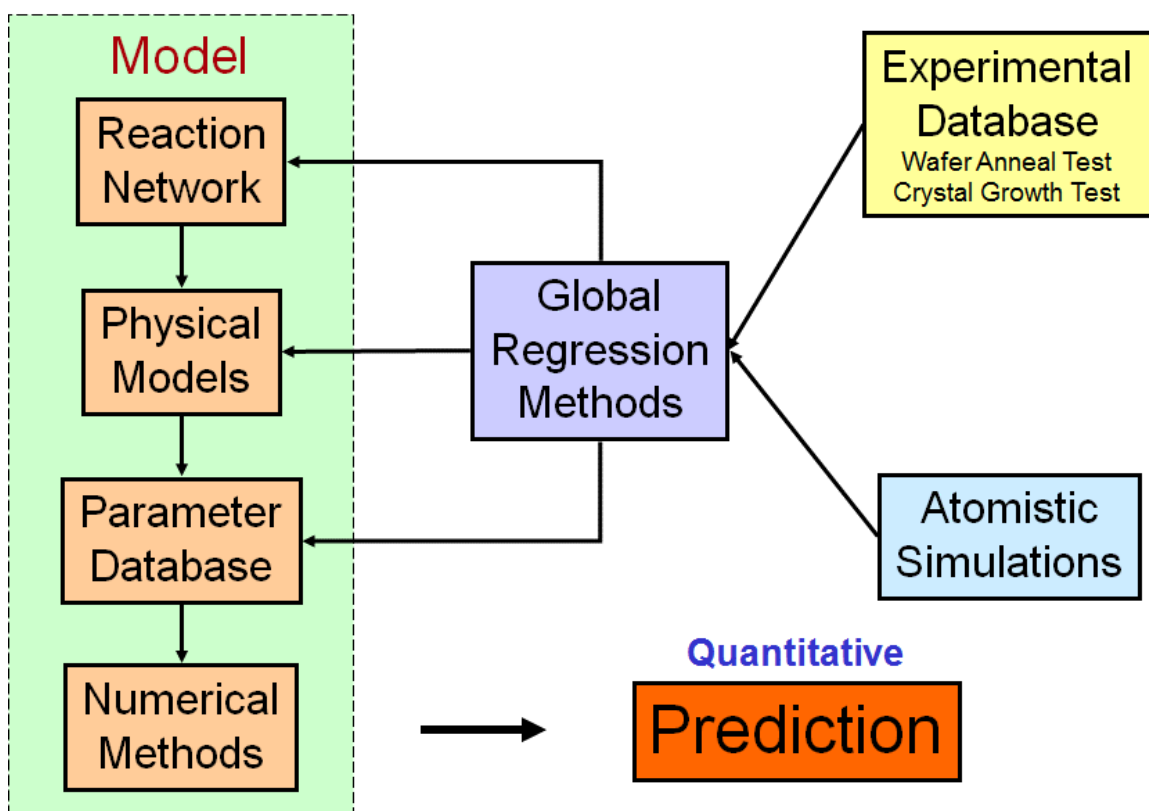 Model
Reaction
Network
Physical
Models
Parameter
Database
Numerical
Methods
Global
Regression
Methods
Experimental
Database
Wafer Anneal Test
Crystal Growth Test
Atomistic
Simulations
Quantitative
Prediction